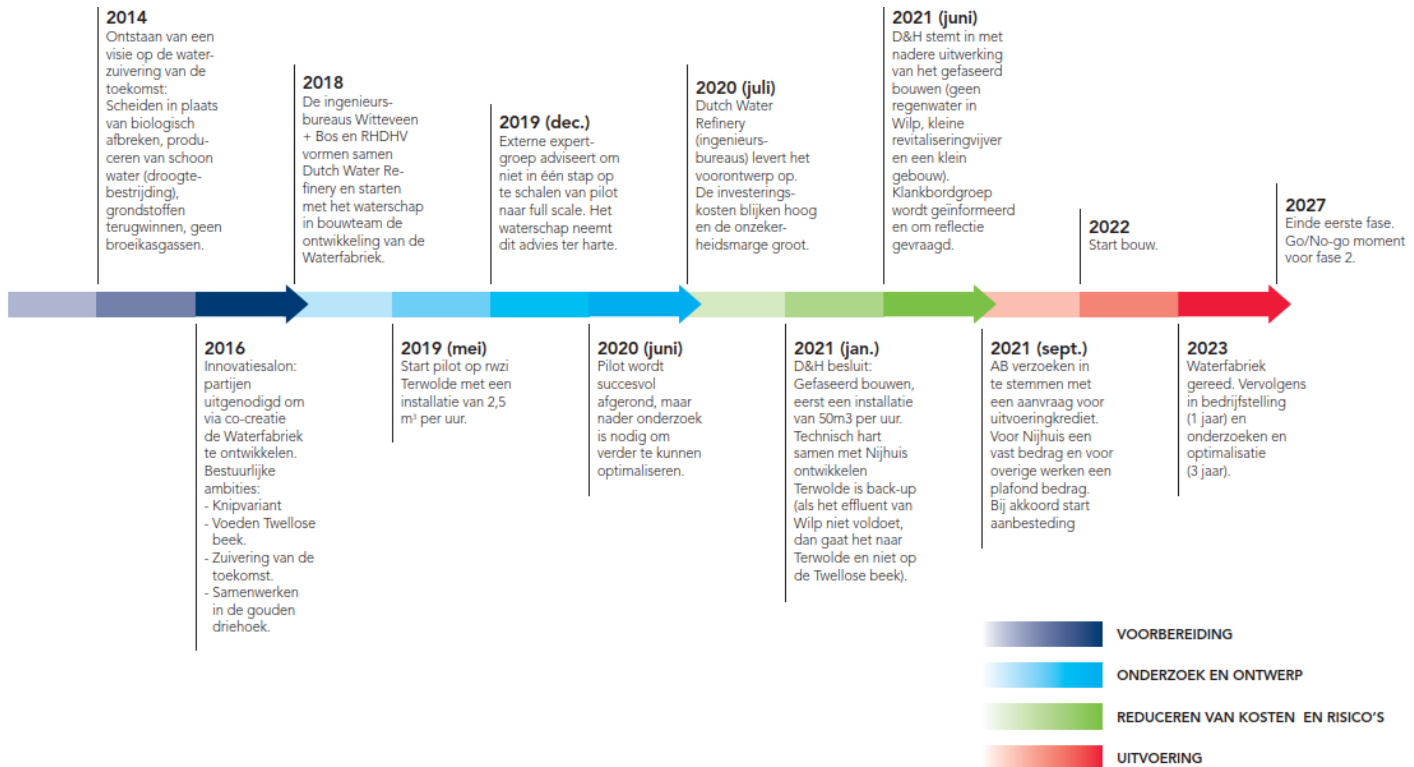 2014
Ontstaan van een
visie op de water-
zuivering van de
toekomst:
Scheiden in plaats
van biologisch
afbreken, produ-
ceren van schoon
water (droogte-
bestrijding),
grondstoffen
terugwinnen, geen
broeikasgassen.
2016
Innovatiesalon:
partijen
uitgenodigd om
via co-creatie
de Waterfabriek
te ontwikkelen.
Bestuurlijke
ambities:
- Knipvariant
- Voeden Twellose
beek.
- Zuivering van de
toekomst.
- Samenwerken
in de gouden
driehoek.
2018
De ingenieurs-
bureaus Witteveen
+ Bos en RHDHV
vormen samen
Dutch Water Re-
finery en starten
met het waterschap
in bouwteam de
ontwikkeling van de
Waterfabriek.
2019 (mei)
Start pilot op rwzi
Terwolde met een
installatie van 2,5
m³ per uur.
2019 (dec.)
Externe expert-
groep adviseert om
niet in één stap op
te schalen van pilot
naar full scale. Het
waterschap neemt
dit advies ter harte.
2020 (juni)
Pilot wordt
succesvol
afgerond, maar
nader onderzoek
is nodig om
verder te kunnen
optimaliseren.
2020 (juli)
Dutch Water
Refinery
(ingenieurs-
bureaus) levert het
voorontwerp op.
De investerings-
kosten blijken hoog
en de onzeker-
heidsmarge groot.
2021 (jan.)
D&H besluit:
Gefaseerd bouwen,
eerst een installatie
van 50m3 per uur.
Technisch hart
samen met Nijhuis
ontwikkelen
Terwolde is back-up
(als het effluent van
Wilp niet voldoet,
dan gaat het naar
Terwolde en niet op
de Twellose beek).
2021 (juni)
D&H stemt in met
nadere uitwerking
van het gefaseerd
bouwen (geen
regenwater in
Wilp, kleine
revitaliseringvijver
en een klein
gebouw).
Klankbordgroep
wordt geïnformeerd
en om reflectie
gevraagd.
2021 (sept.)
AB verzoeken in
te stemmen met
een aanvraag voor
uitvoeringkrediet.
Voor Nijhuis een
vast bedrag en voor
overige werken een
plafond bedrag.
Bij akkoord start
aanbesteding
2022
Start bouw.
2023
Waterfabriek
gereed. Vervolgens
in bedrijfstelling
(1 jaar) en
onderzoeken en
optimalisatie
(3 jaar).
2027
Einde eerste fase.
Go/No-go moment
voor fase 2.
VOORBEREIDING
ONDERZOEK EN ONTWERP
REDUCEREN VAN KOSTEN EN RISICO'S
UITVOERING